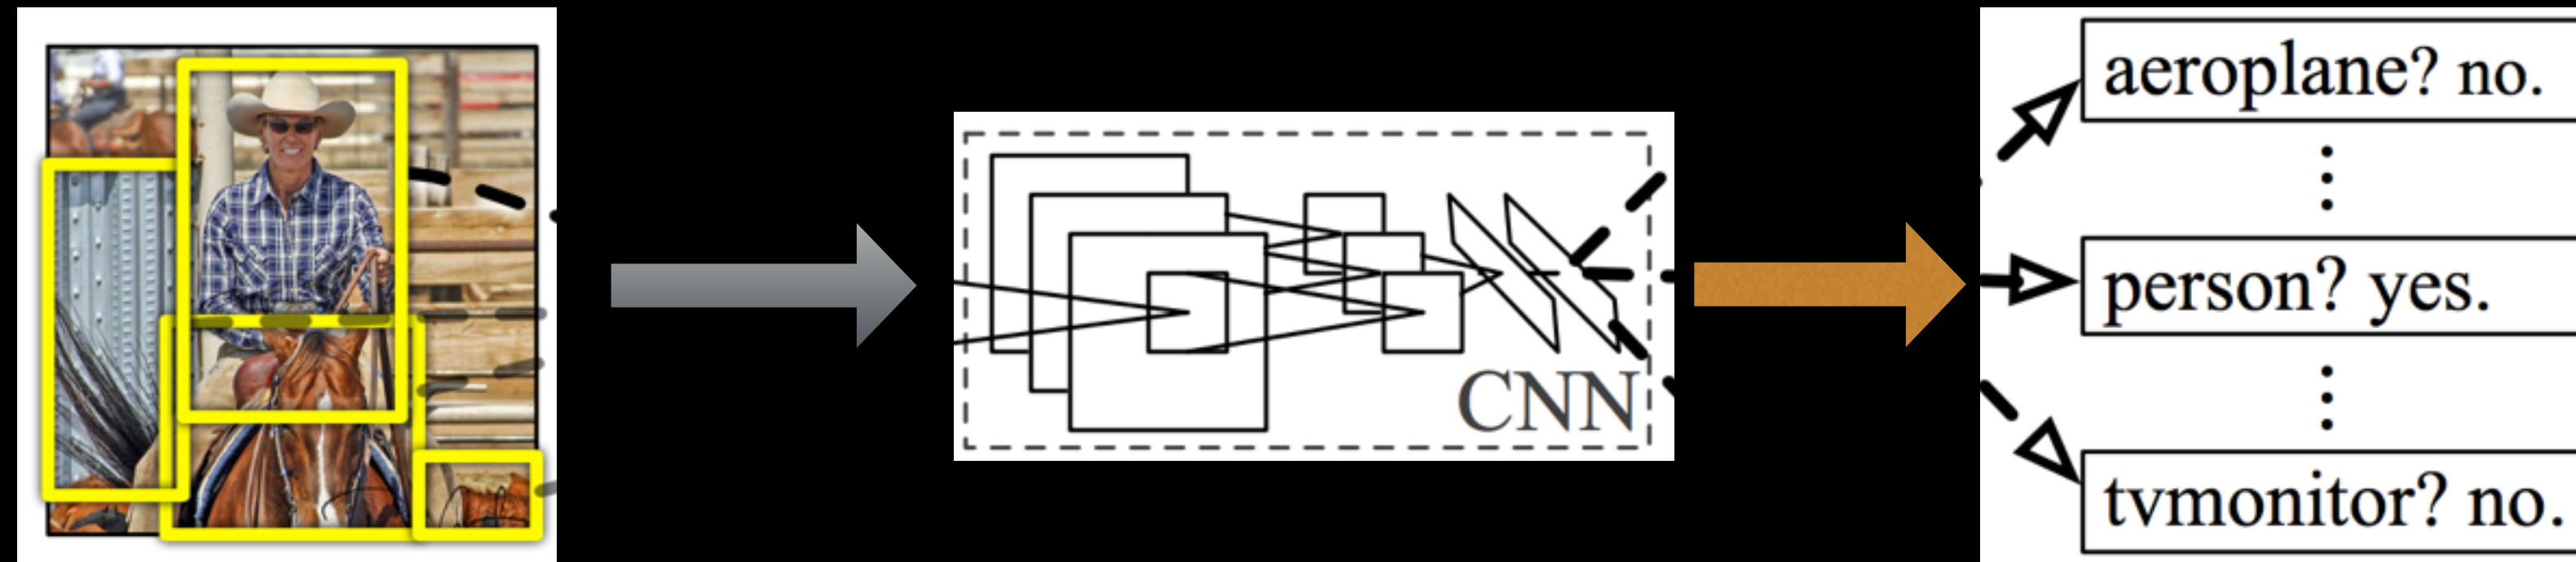 CNN
aeroplane? no.
person? yes.
tvmonitor? no.